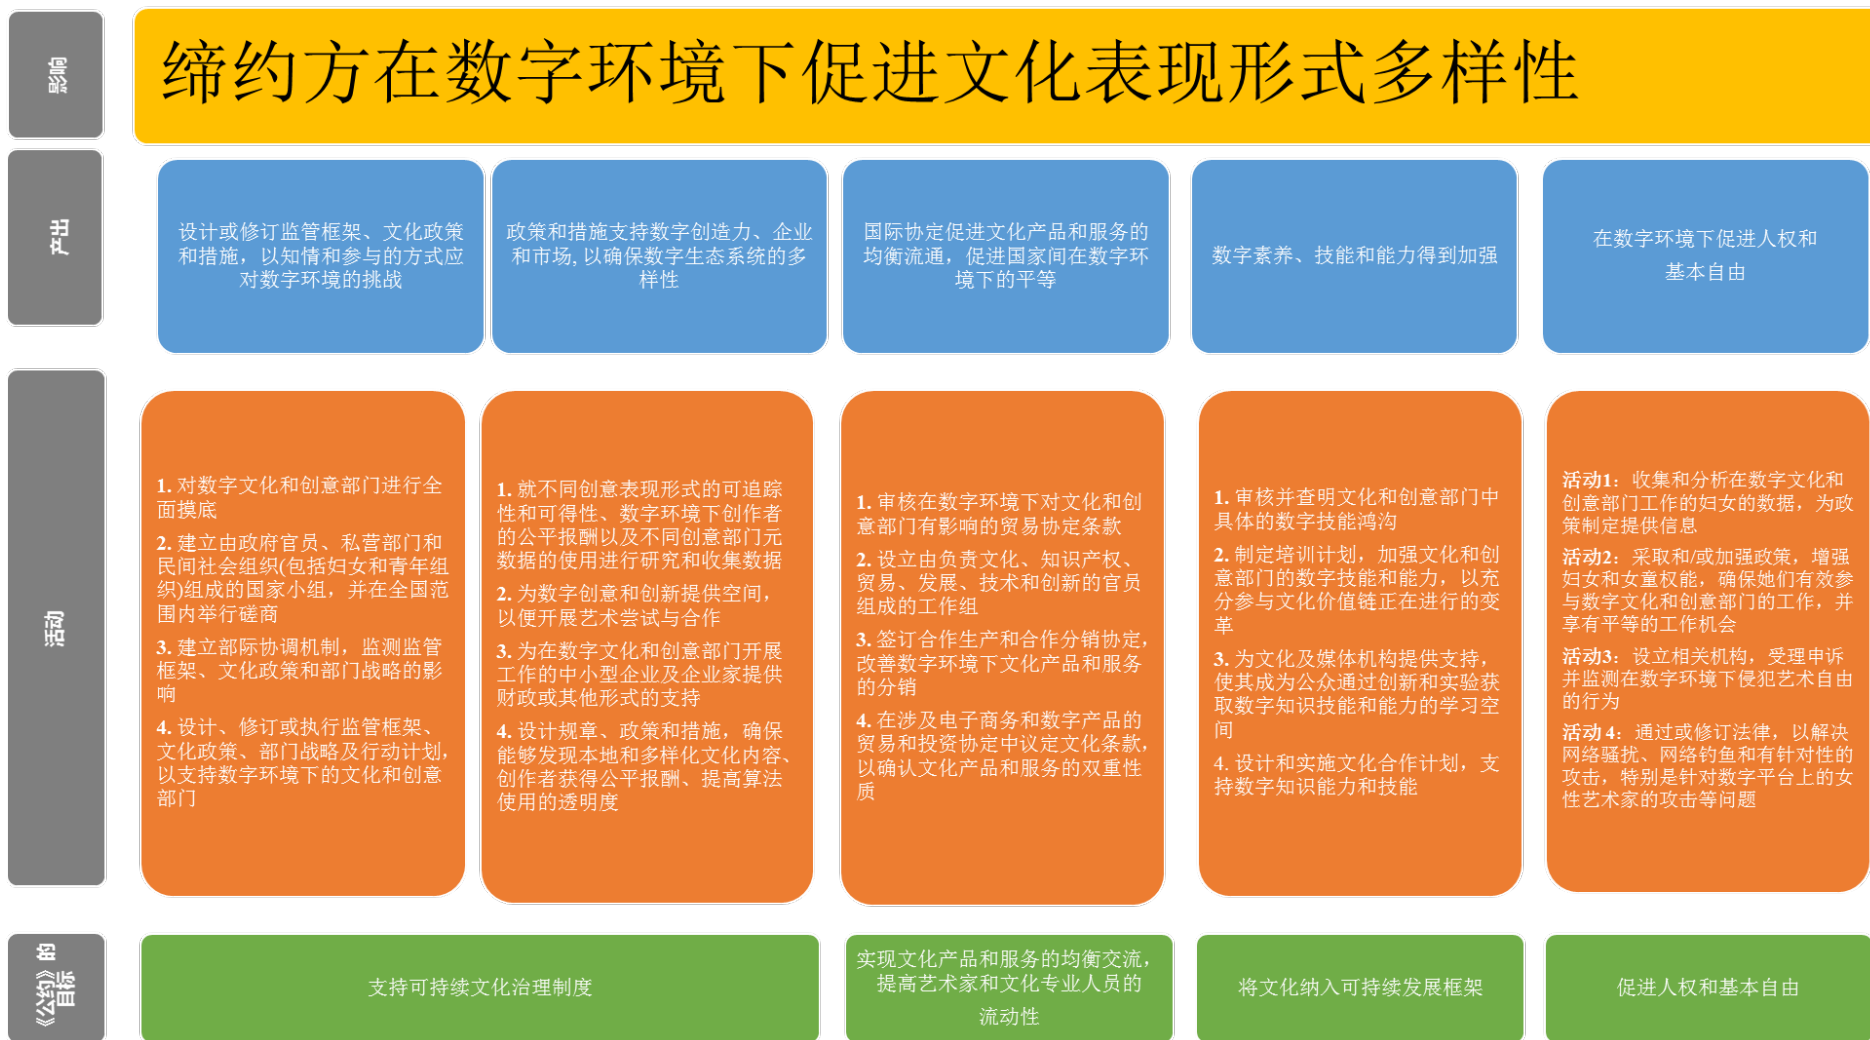 影响
缔约方在数字环境下促进文化表现形式多样性
产出
设计或修订监管框架、文化政策
和措施，以知情和参与的方式应
对数字环境的挑战
政策和措施支持数字创造力、企业
和市场, 以确保数字生态系统的多
样性
国际协定促进文化产品和服务的
均衡流通，促进国家间在数字环
境下的平等
数字素养、技能和能力得到加强
在数字环境下促进人权和
基本自由
活动
1. 对数字文化和创意部门进行全
面摸底
2. 建立由政府官员、私营部门和
民间社会组织(包括妇女和青年组
织)组成的国家小组，并在全国范
围内举行磋商
3. 建立部际协调机制，监测监管
框架、文化政策和部门战略的影
响
4. 设计、修订或执行监管框架、
文化政策、部门战略及行动计划，
以支持数字环境下的文化和创意
部门
1. 就不同创意表现形式的可追踪
性和可得性、数字环境下创作者
的公平报酬以及不同创意部门元
数据的使用进行研究和收集数据
2. 为数字创意和创新提供空间，
以便开展艺术尝试与合作
3. 为在数字文化和创意部门开展
工作的中小型企业及企业家提供
财政或其他形式的支持
4. 设计规章、政策和措施，确保
能够发现本地和多样化文化内容、
创作者获得公平报酬、提高算法
使用的透明度
1. 审核在数字环境下对文化和创
意部门有影响的贸易协定条款
2. 设立由负责文化、知识产权、
贸易、发展、技术和创新的官员
组成的工作组
3. 签订合作生产和合作分销协定，
改善数字环境下文化产品和服务
的分销
4. 在涉及电子商务和数字产品的
贸易和投资协定中议定文化条款，
以确认文化产品和服务的双重性
质
1. 审核并查明文化和创意部门中
具体的数字技能鸿沟
2. 制定培训计划，加强文化和创
意部门的数字技能和能力，以充
分参与文化价值链正在进行的变
革
3. 为文化及媒体机构提供支持，
使其成为公众通过创新和实验获
取数字知识技能和能力的学习空
间
4. 设计和实施文化合作计划，支
持数字知识能力和技能
活动1：收集和分析在数字文化和
创意部门工作的妇女的数据，为政
策制定提供信息
活动2：采取和/或加强政策，增强
妇女和女童权能，确保她们有效参
与数字文化和创意部门的工作，并
享有平等的工作机会
活动3：设立相关机构，受理申诉
并监测在数字环境下侵犯艺术自由
的行为
活动 4：通过或修订法律，以解决
网络骚扰、网络钓鱼和有针对性的
攻击，特别是针对数字平台上的女
性艺术家的攻击等问题
《公约》的
目标
支持可持续文化治理制度
实现文化产品和服务的均衡交流，
提高艺术家和文化专业人员的
流动性
将文化纳入可持续发展框架
促进人权和基本自由